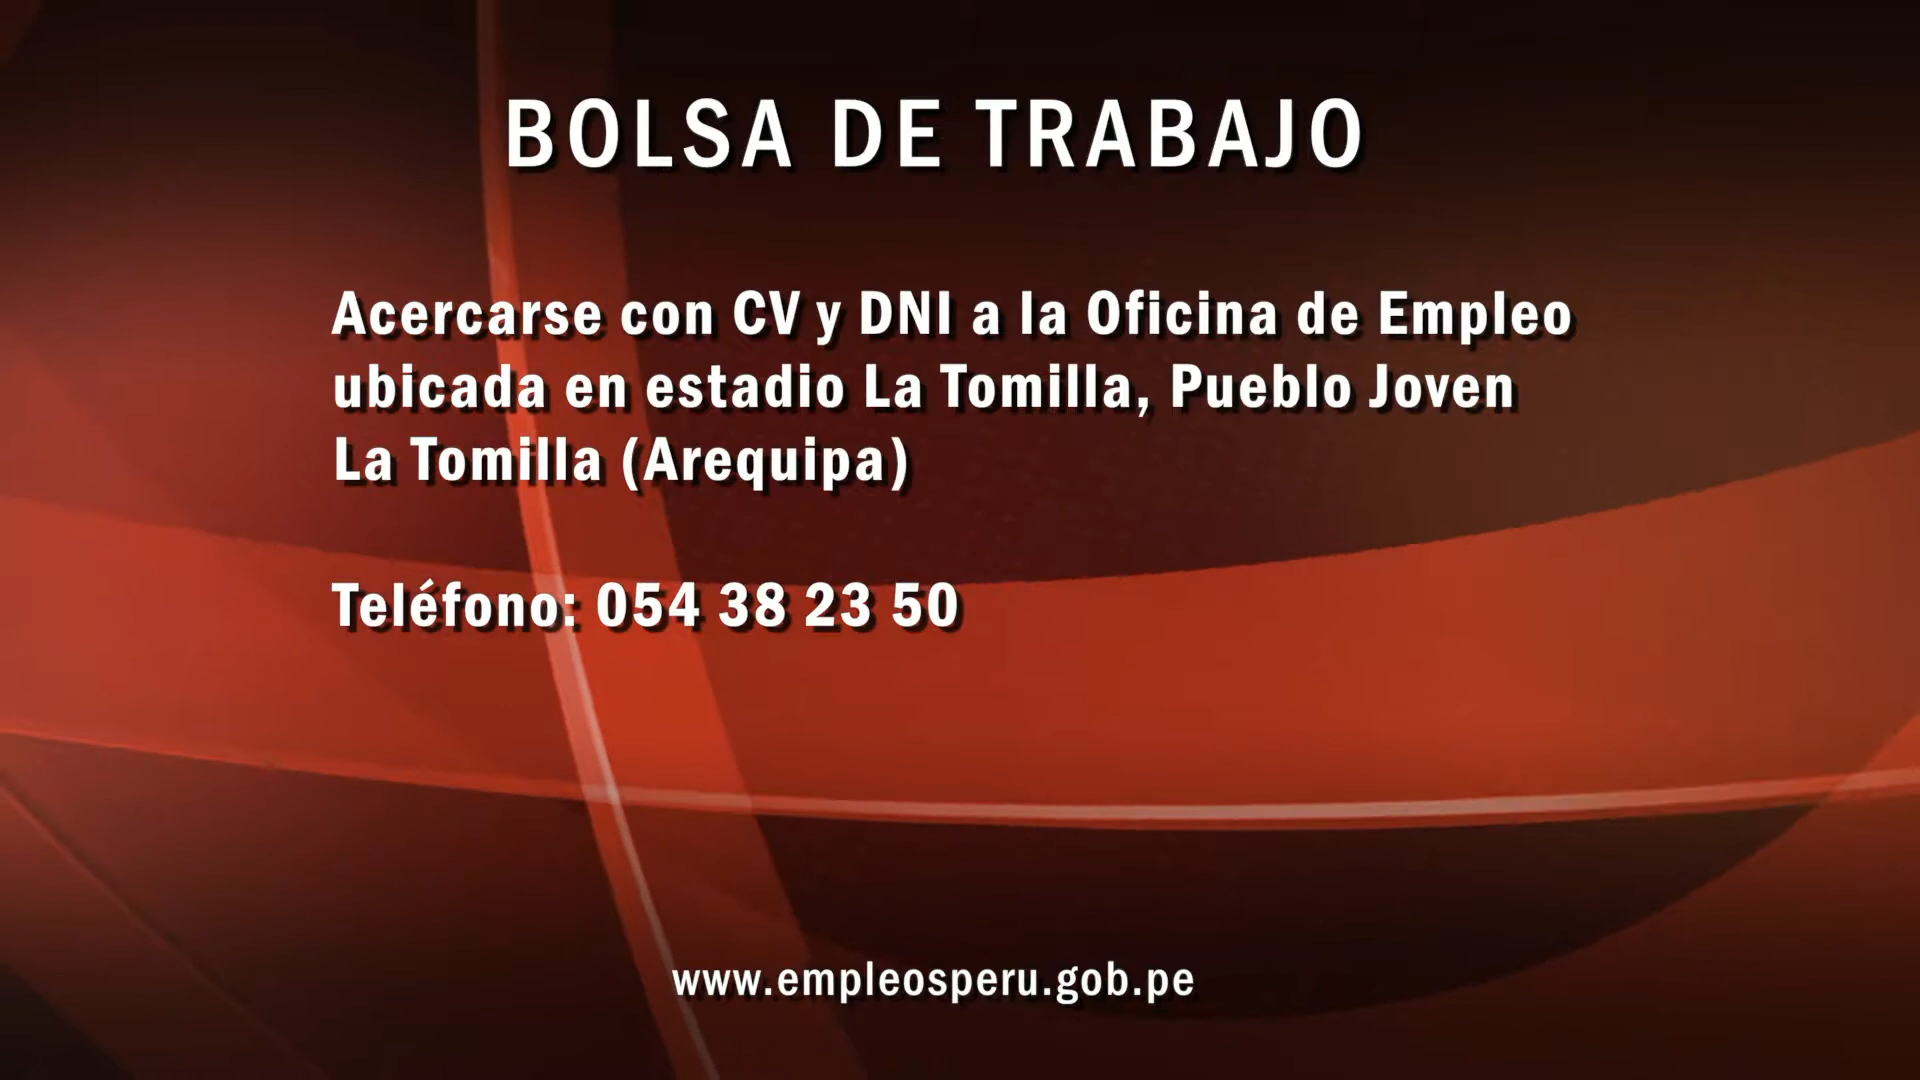 BOLSA DE TRABAJO
Acercarse con CV y DNI a la Oficina de Empleo
ubicada en estadio La Tomilla, Pueblo Joven
La Tomilla (Arequipa)
Teléfono: 054 38 23 50
www.empleosperu.gob.pe